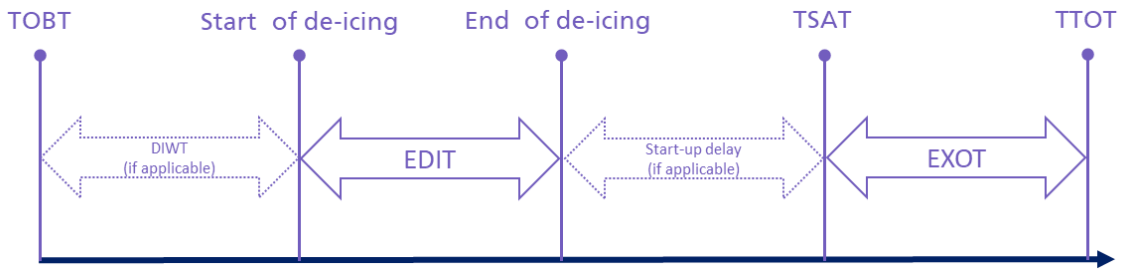 TOBT
Start of de-icing
End of de-icing
TSAT
TTOT
DIWT
(if applicable)
EDIT
Start-up delay
(if applicable)
EXOT